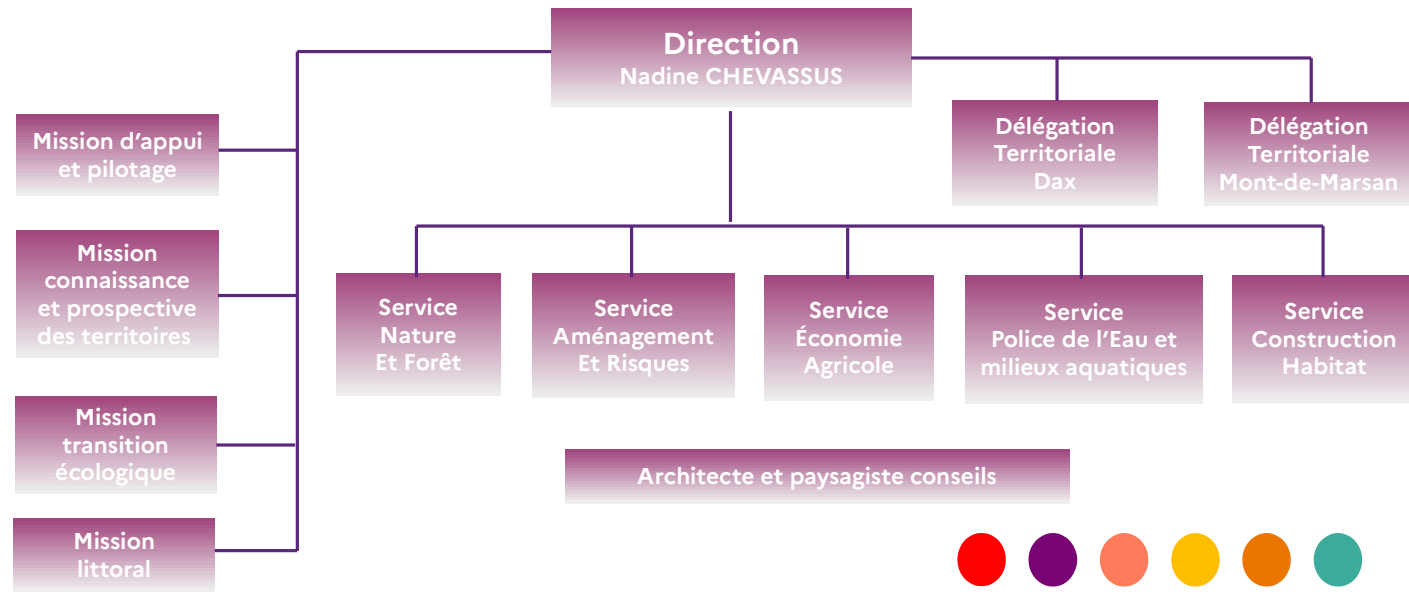 Direction
Nadine CHEVASSUS
Mission d'appui
et pilotage
Mission
connaissance
et prospective
des territoires
Mission
transition
écologique
Mission
littoral
Délégation
Territoriale
Dax
Délégation
Territoriale
Mont-de-Marsan
Service
Nature
Et Forêt
Service
Aménagement
Et Risques
Service
Économie
Agricole
Service
Police de l'Eau et
milieux aquatiques
Service
Construction
Habitat
Architecte et paysagiste conseils